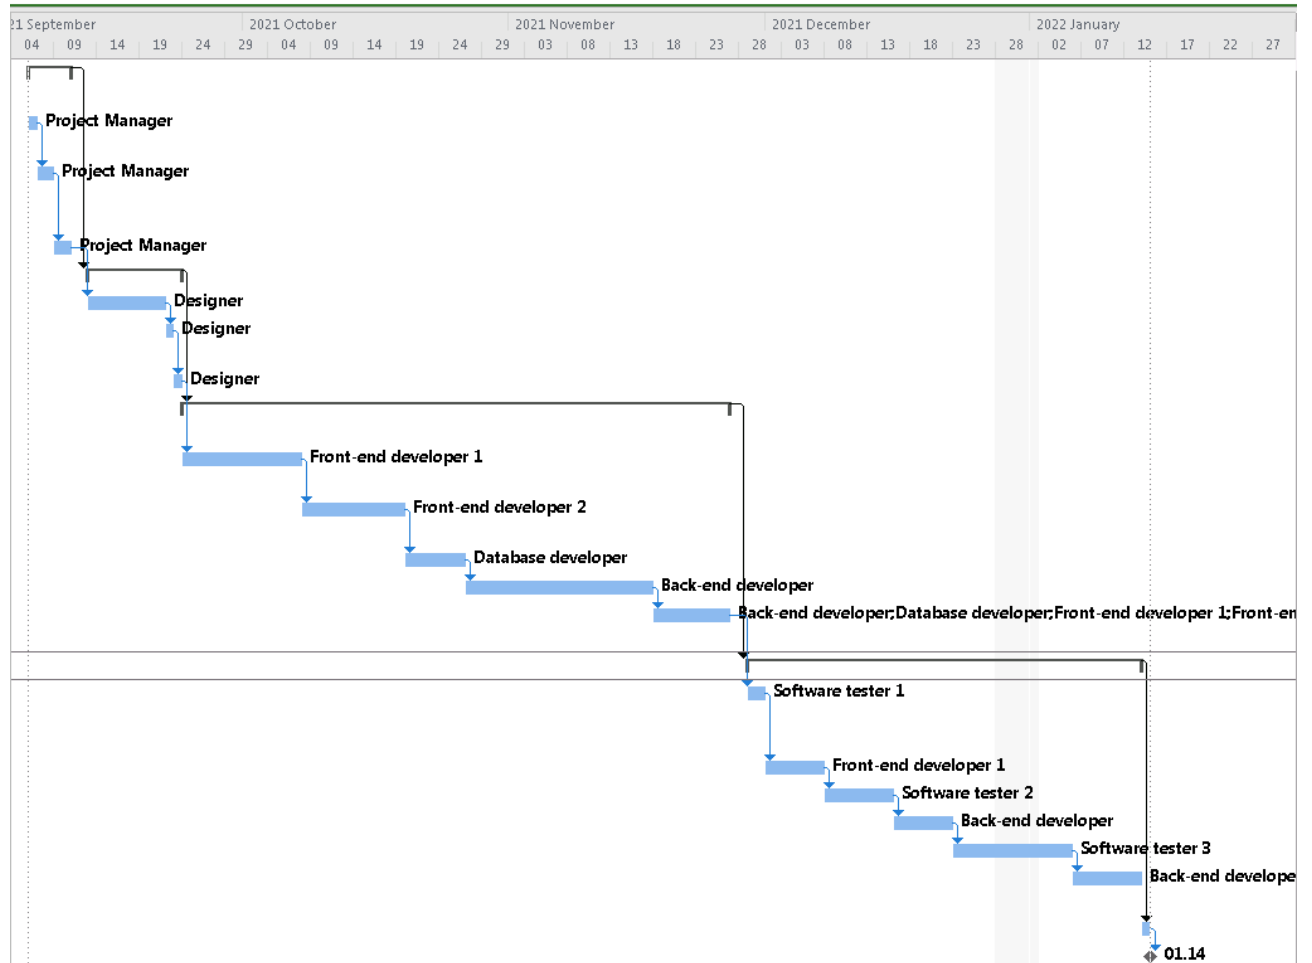 21 September 2021 October 2021 November 2021 December 2022 January
04 09 14 19 24 29 04 09 14 19 24 29 03 08 13 18 23 28 03 08 13 18 23 28 02 07 12 17 22 27
Project Manager
Project Manager
Project Manager
Designer
Designer
Designer
Front-end developer 1
Front-end developer 2
Database developer
Back-end developer
Back-end developer;Database developer;Front-end developer 1;Front-en
Software tester 1
Front-end developer 1
Software tester 2
Back-end developer
Software tester 3
Back-end develope
01.14